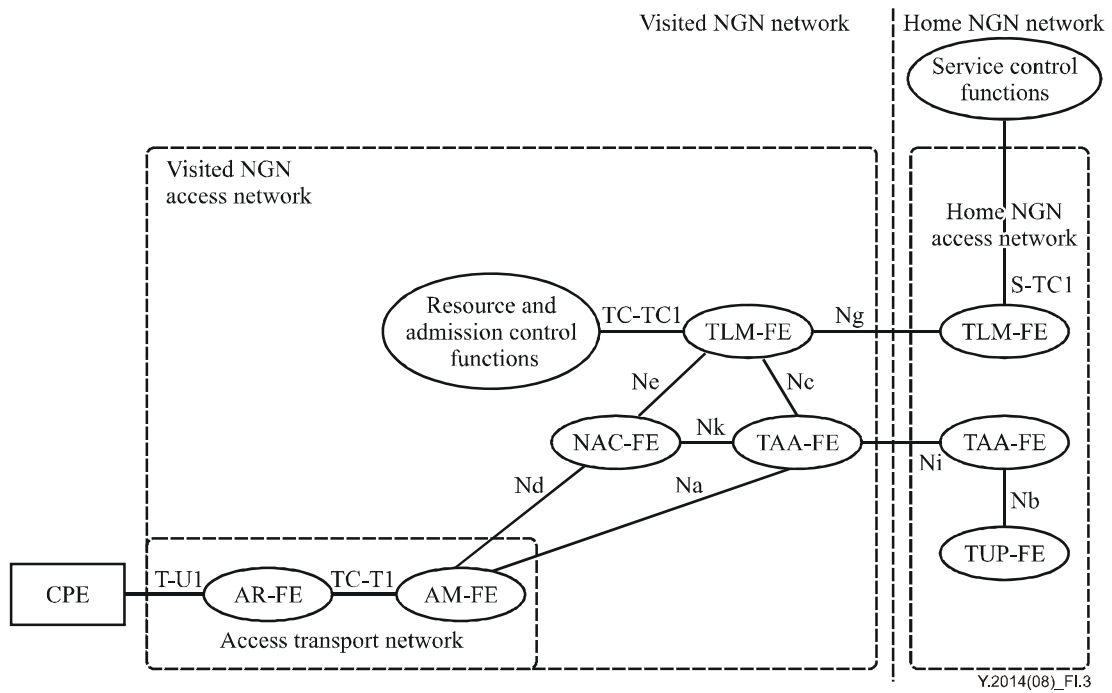 Visited NGN network
Home NGN network
Service control
functions
Visited NGN
access network
Home NGN
access network
S-TC1
Resource and
admission control
functions
TC-TC1
TLM-FE
Ng
TLM-FE
Ne
Nc
NAC-FE
Nk
TAA-FE
Ni
TAA-FE
Nd
Na
Nb
TUP-FE
CPE
T-U1
AR-FE
TC-T1
AM-FE
Access transport network
Y.2014(08)_FI.3